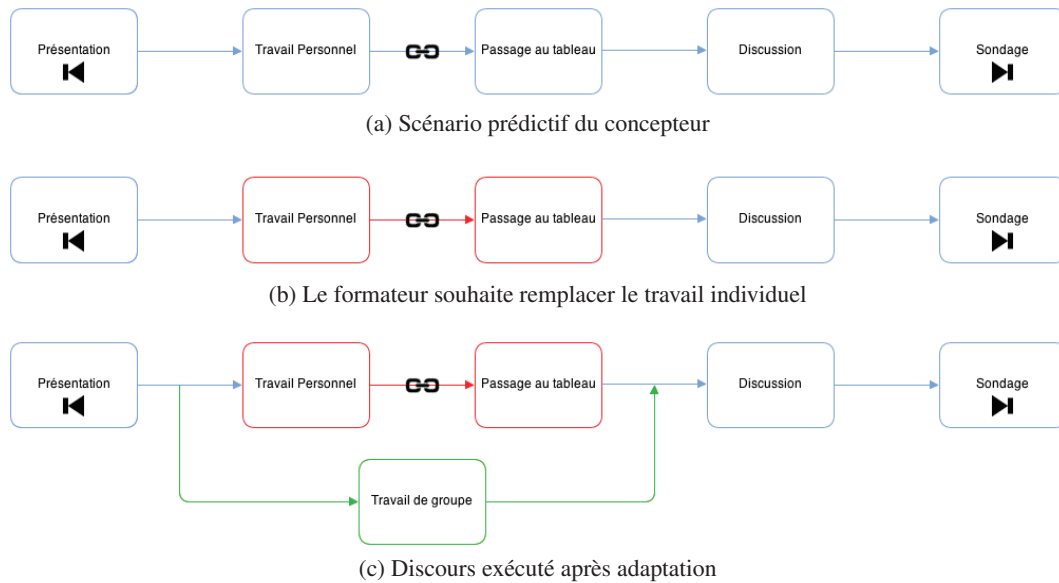 Présentation
Travail Personnel
Passage au tableau
Discussion
Sondage
(a) Scénario prédictif du concepteur
Présentation
Travail Personnel
Passage au tableau
Discussion
Sondage
(b) Le formateur souhaite remplacer le travail individuel
Présentation
Travail Personnel
Passage au tableau
Discussion
Sondage
Travail de groupe
(c) Discours exécuté après adaptation